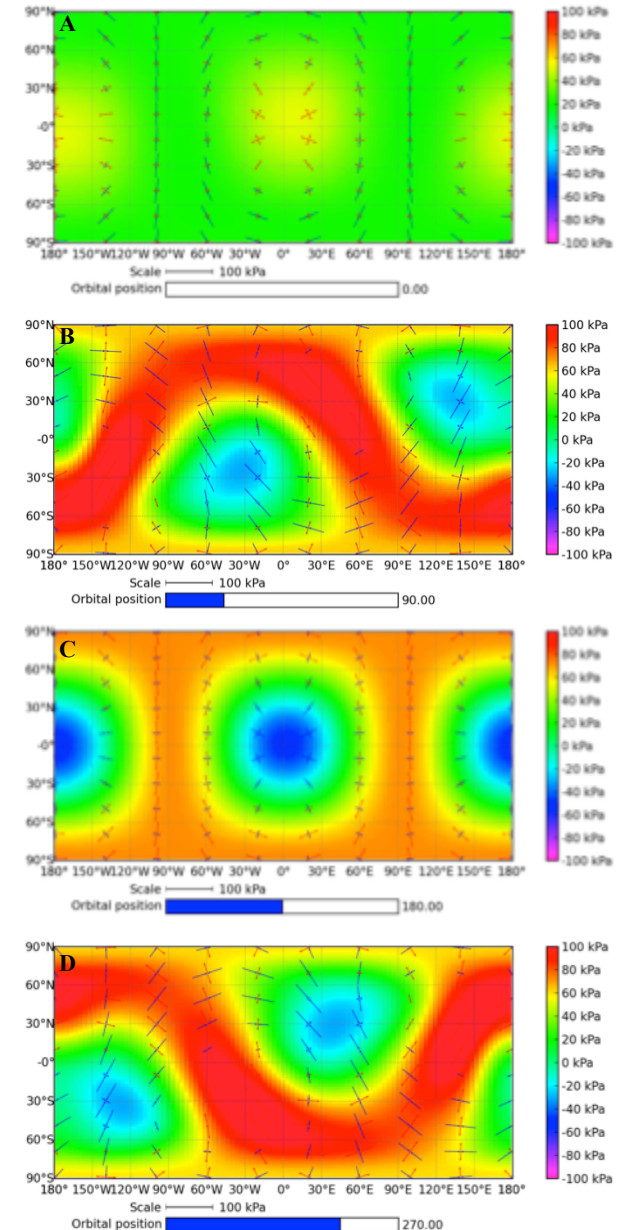 A
90°N
60°N
30°N
-0°
30°S
60°S
90°S
180° 150°W 120°W 90°W 60°W 30°W 0° 30°E 60°E 90°E 120°E 150°E 180°
Scale 100 kPa
Orbital position 0.00
100 kPa
80 kPa
60 kPa
40 kPa
20 kPa
0 kPa
-20 kPa
-40 kPa
-60 kPa
-80 kPa
-100 kPa
B
90°N
60°N
30°N
-0°
30°S
60°S
90°S
180° 150°W 120°W 90°W 60°W 30°W 0° 30°E 60°E 90°E 120°E 150°E 180°
Scale 100 kPa
Orbital position 90.00
100 kPa
80 kPa
60 kPa
40 kPa
20 kPa
0 kPa
-20 kPa
-40 kPa
-60 kPa
-80 kPa
-100 kPa
C
90°N
60°N
30°N
-0°
30°S
60°S
90°S
180° 150°W 120°W 90°W 60°W 30°W 0° 30°E 60°E 90°E 120°E 150°E 180°
Scale 100 kPa
Orbital position 180.00
100 kPa
80 kPa
60 kPa
40 kPa
20 kPa
0 kPa
-20 kPa
-40 kPa
-60 kPa
-80 kPa
-100 kPa
D
90°N
60°N
30°N
-0°
30°S
60°S
90°S
180° 150°W 120°W 90°W 60°W 30°W 0° 30°E 60°E 90°E 120°E 150°E 180°
Scale 100 kPa
Orbital position 270.00
100 kPa
80 kPa
60 kPa
40 kPa
20 kPa
0 kPa
-20 kPa
-40 kPa
-60 kPa
-80 kPa
-100 kPa